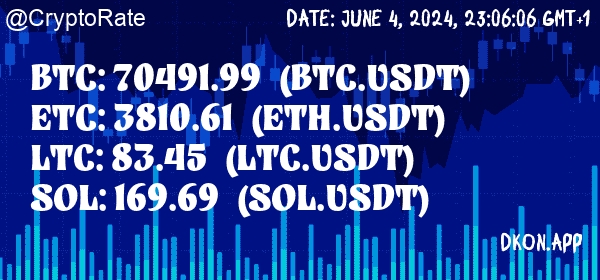 @CryptoRate
DATE: JUNE 4, 2024, 23:06:06 GMT+1
BTC: 70491.99 (BTC.USDT)
ETC: 3810.61 (ETH.USDT)
LTC: 83.45 (LTC.USDT)
SOL: 169.69 (SOL.USDT)
DKON.APP